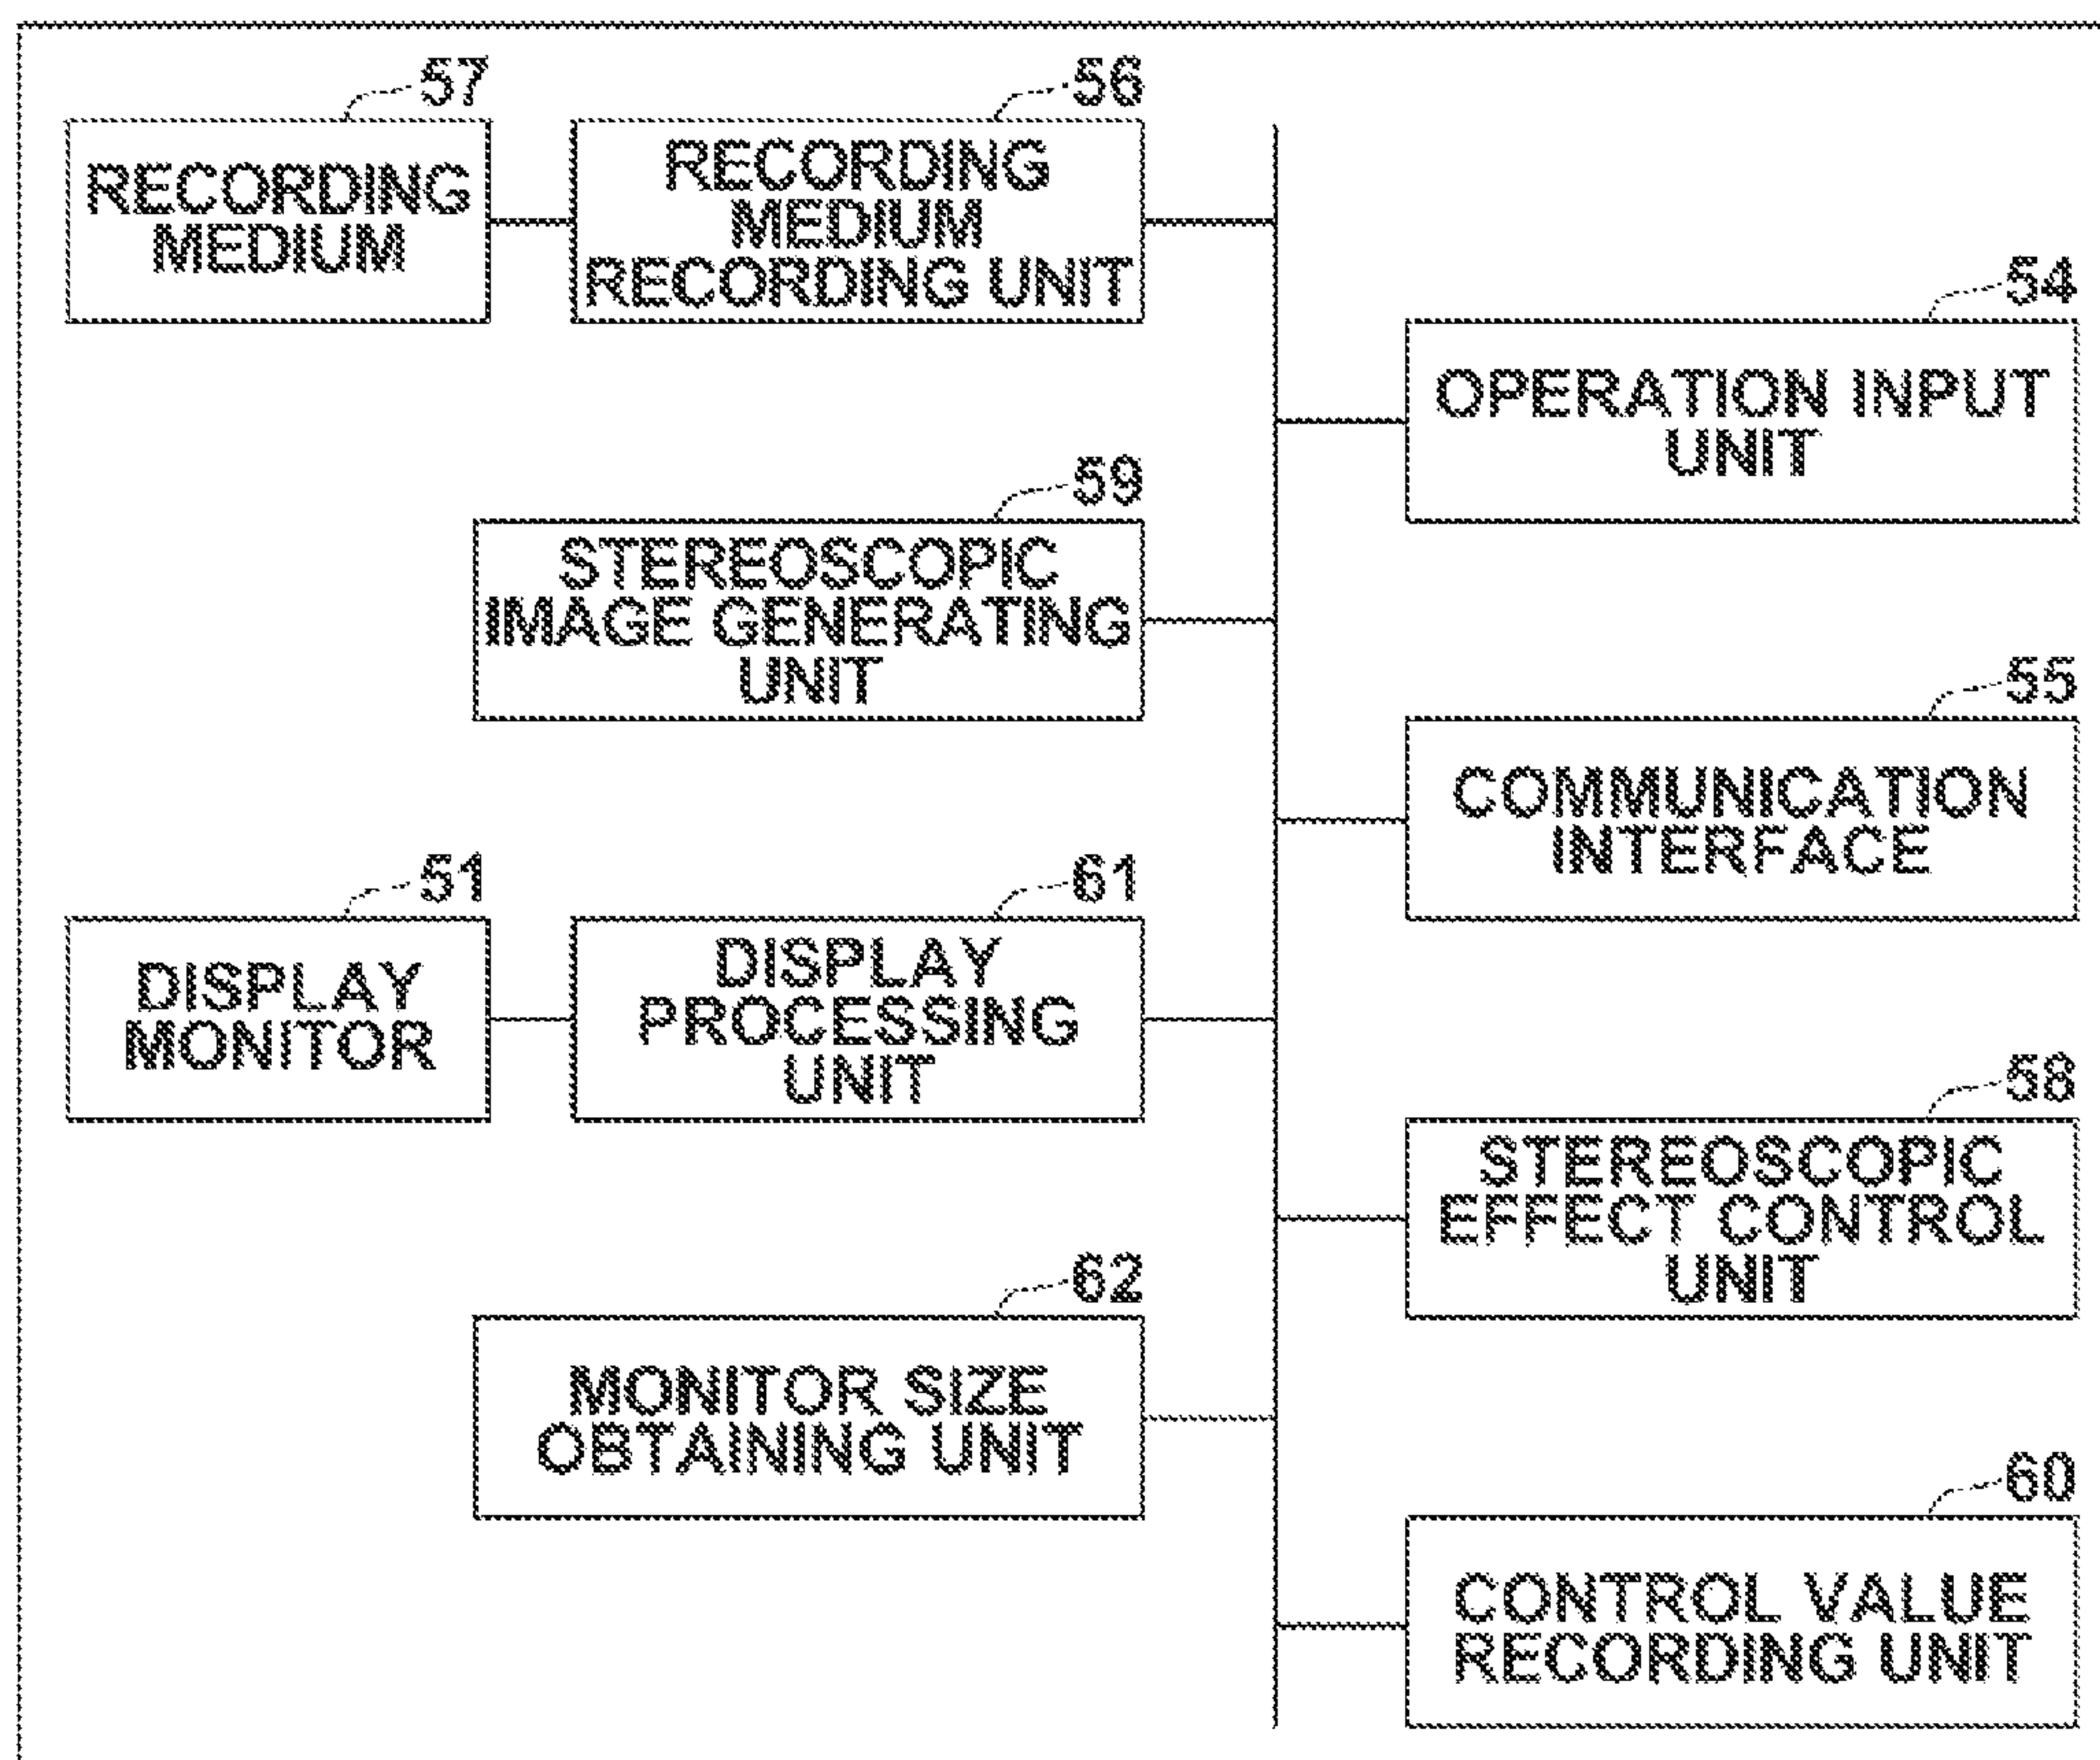 57
RECORDING
MEDIUM
56
RECORDING
MEDIUM
RECORDING UNIT
54
OPERATION INPUT
UNIT
59
STEREOSCOPIC
IMAGE GENERATING
UNIT
55
COMMUNICATION
INTERFACE
51
DISPLAY
MONITOR
61
DISPLAY
PROCESSING
UNIT
58
STEREOSCOPIC
EFFECT CONTROL
UNIT
62
MONITOR SIZE
OBTAINING UNIT
60
CONTROL VALUE
RECORDING UNIT